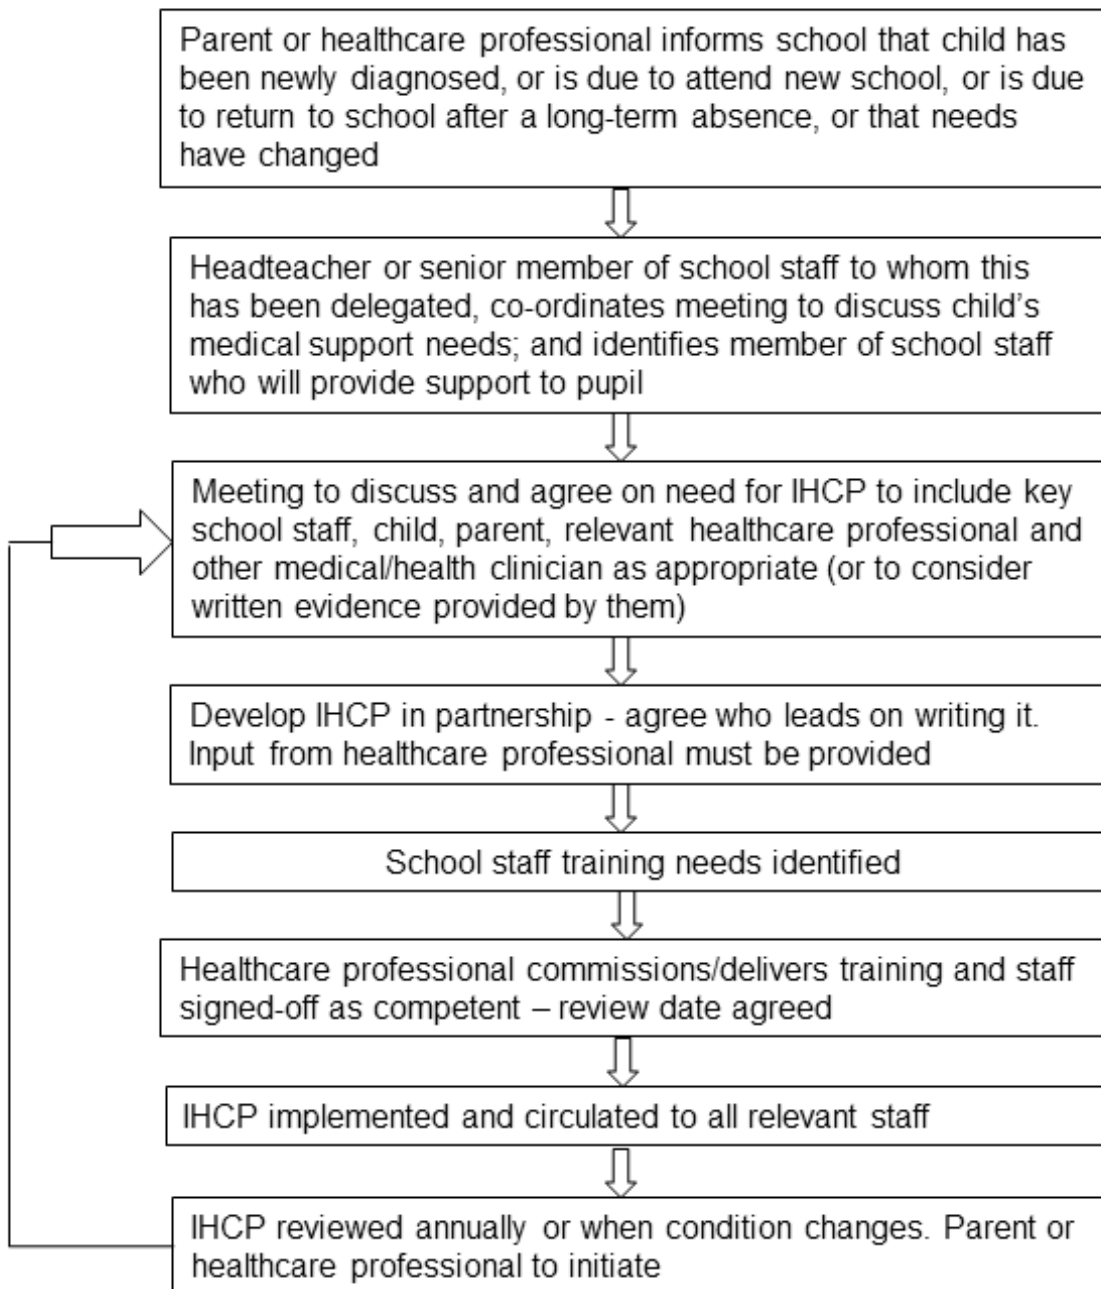 Parent or healthcare professional informs school that child has
been newly diagnosed, or is due to attend new school, or is due
to return to school after a long-term absence, or that needs
have changed
Headteacher or senior member of school staff to whom this
has been delegated, co-ordinates meeting to discuss child’s
medical support needs; and identifies member of school staff
who will provide support to pupil
Meeting to discuss and agree on need for IHCP to include key
school staff, child, parent, relevant healthcare professional and
other medical/health clinician as appropriate (or to consider
written evidence provided by them)
Develop IHCP in partnership - agree who leads on writing it.
Input from healthcare professional must be provided
School staff training needs identified
Healthcare professional commissions/delivers training and staff
signed-off as competent – review date agreed
IHCP implemented and circulated to all relevant staff
IHCP reviewed annually or when condition changes. Parent or
healthcare professional to initiate